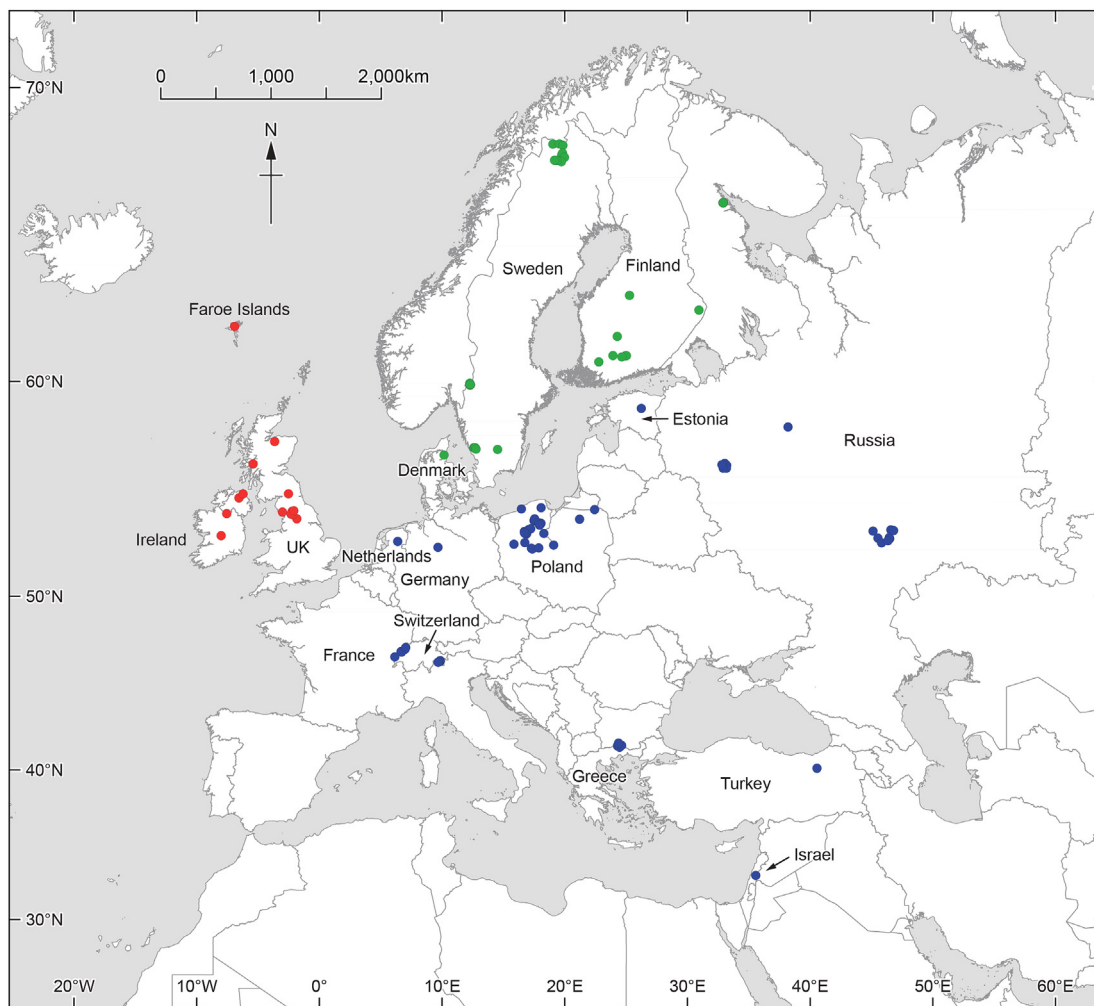 0 1,000 2,000km
70°N
N
Sweden
Finland
Faroe Islands
60°N
Estonia
Russia
Denmark
Ireland
UK
Netherlands
Poland
Germany
50°N
Switzerland
France
40°N
Greece
Turkey
Israel
30°N
20°W 10°W 0° 10°E 20°E 30°E 40°E 50°E 60°E